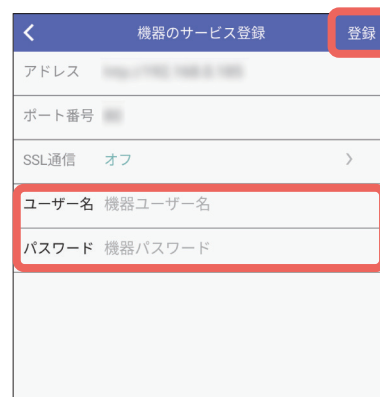 機器のサービス登録 登録
アドレス
ポート番号
SSL通信 オフ
ユーザー名 機器ユーザー名
パスワード 機器パスワード